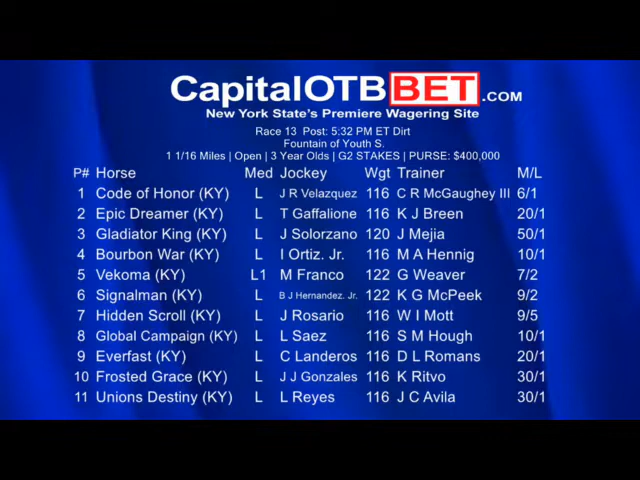 CapitalOTBBET.COM
New York State's Premiere Wagering Site
Race 13 Post: 5:32 PM ET Dirt
Fountain of Youth S.
1 1/16 Miles | Open | 3 Year Olds | G2 STAKES | PURSE: $400,000
P# Horse Med Jockey Wgt Trainer M/L
1 Code of Honor (KY) L J R Velazquez 116 C R McGaughey III 6/1
2 Epic Dreamer (KY) L T Gaffalione 116 K J Breen 20/1
3 Gladiator King (KY) L J Solorzano 120 J Mejia 50/1
4 Bourbon War (KY) L I Ortiz. Jr. 116 M A Hennig 10/1
5 Vekoma (KY) L1 M Franco 122 G Weaver 7/2
6 Signalman (KY) L B J Hernandez. Jr. 122 K G McPeek 9/2
7 Hidden Scroll (KY) L J Rosario 116 W I Mott 9/5
8 Global Campaign (KY) L L Saez 116 S M Hough 10/1
9 Everfast (KY) L C Landeros 116 D L Romans 20/1
10 Frosted Grace (KY) L J J Gonzales 116 K Ritvo 30/1
11 Unions Destiny (KY) L L Reyes 116 J C Avila 30/1